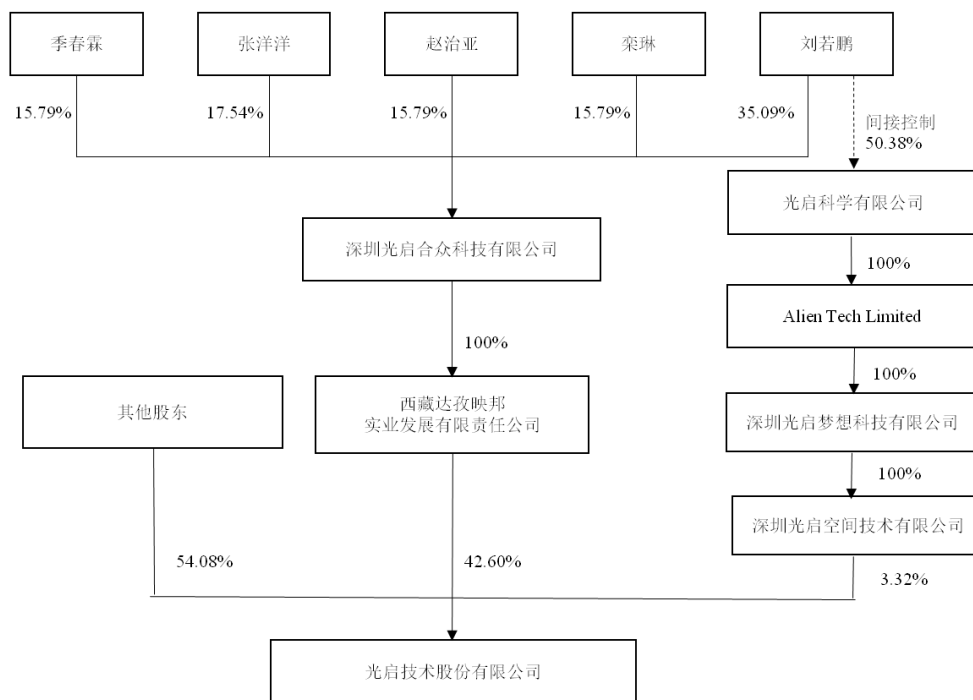 季春霖
张洋洋
赵治亚
栾琳
刘若鹏
15.79%
17.54%
15.79%
15.79%
35.09%
间接控制
50.38%
光启科学有限公司
深圳光启合众科技有限公司
100%
Alien Tech Limited
100%
100%
其他股东
西藏达孜映邦
实业发展有限责任公司
深圳光启梦想科技有限公司
100%
深圳光启空间技术有限公司
54.08%
42.60%
3.32%
光启技术股份有限公司